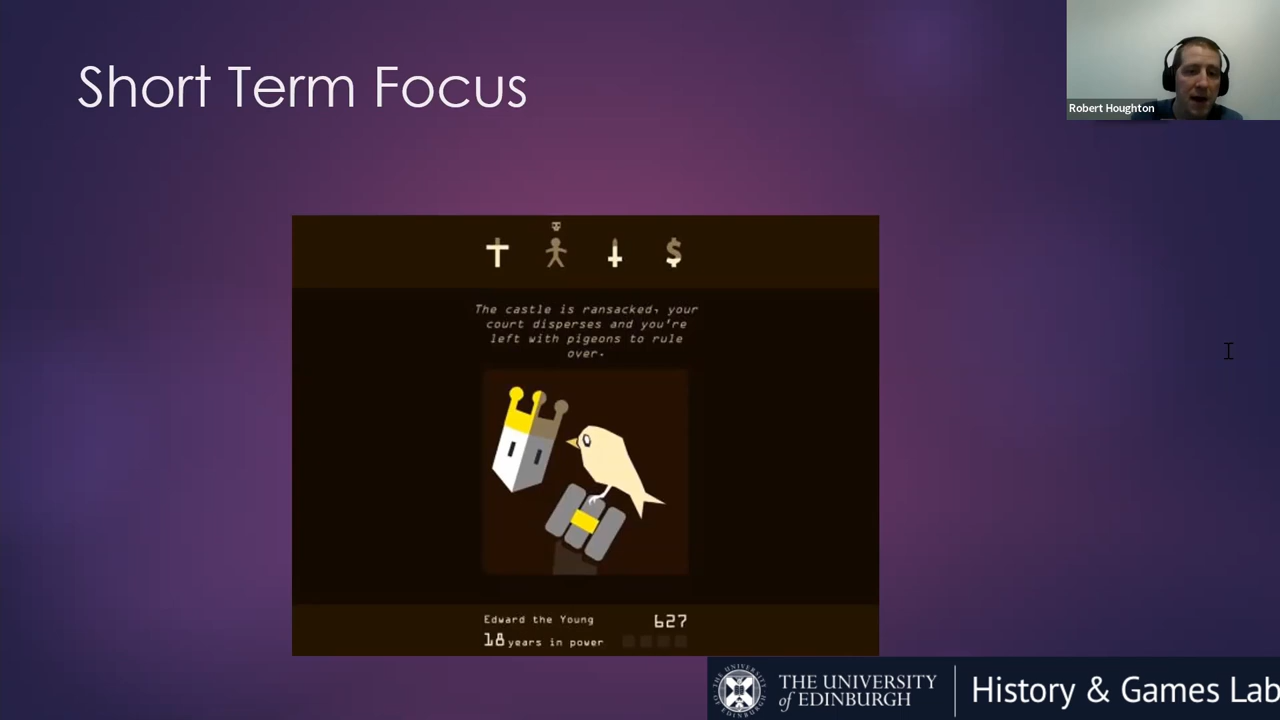 Short Term Focus
Robert Houghton
The castle is ransacked, your
court disperses and you're
left with pigeons to rule
over.
Edward the Young
627
18 years in power
THE UNIVERSITY
of EDINBURGH
History & Games Lab